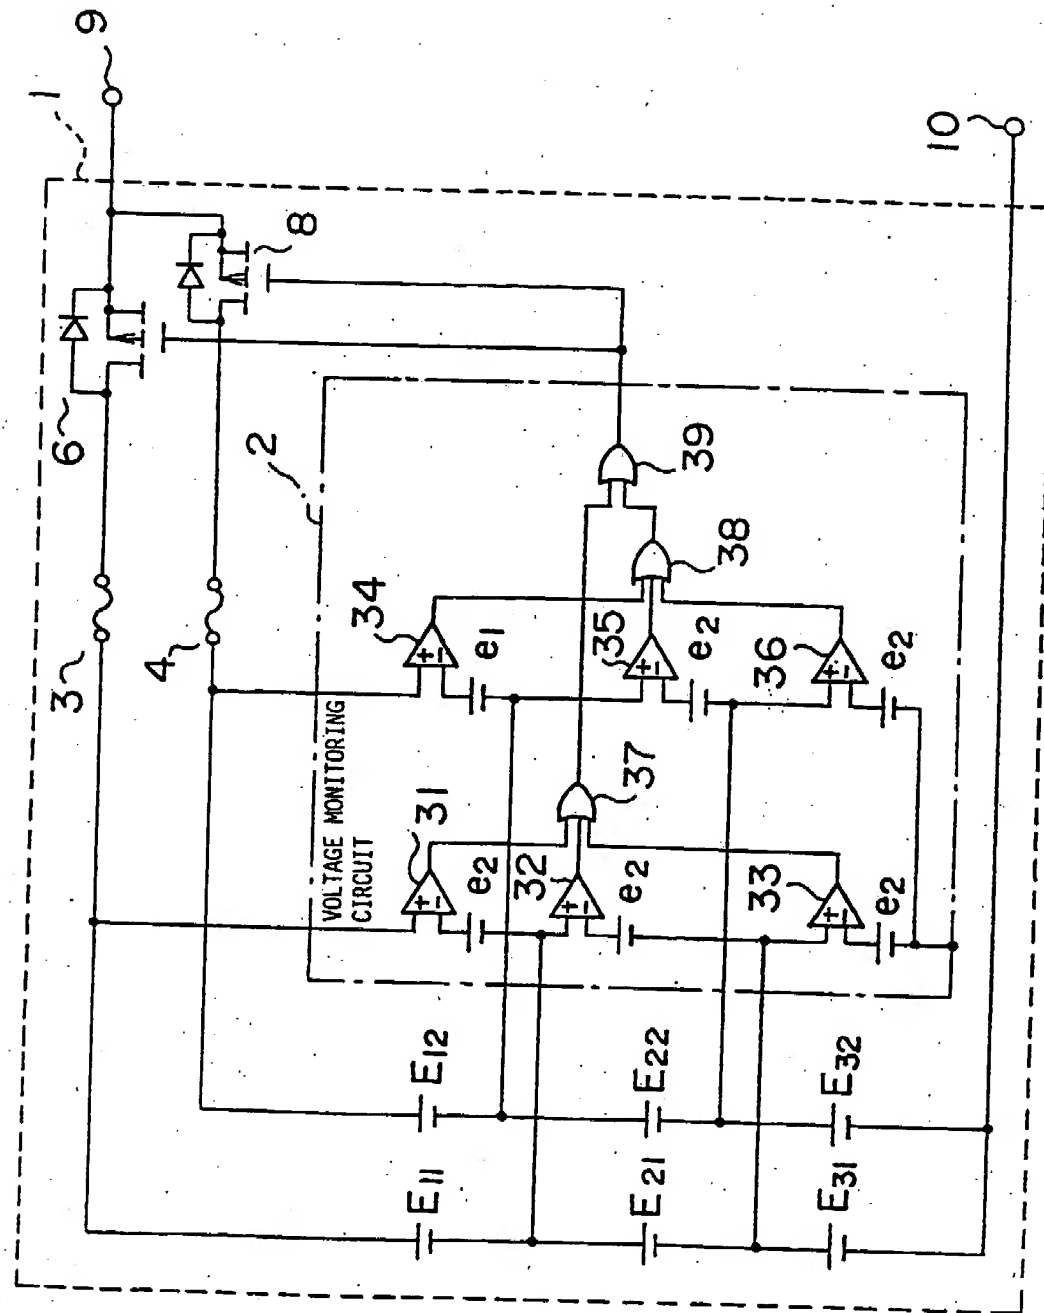 9
1
10
8
6
2
3
4
39
38
34
e1
35
e2
36
e2
VOLTAGE MONITORING
CIRCUIT
31
e2
32
e2
37
33
e2
E12
E22
E32
E11
E21
E31